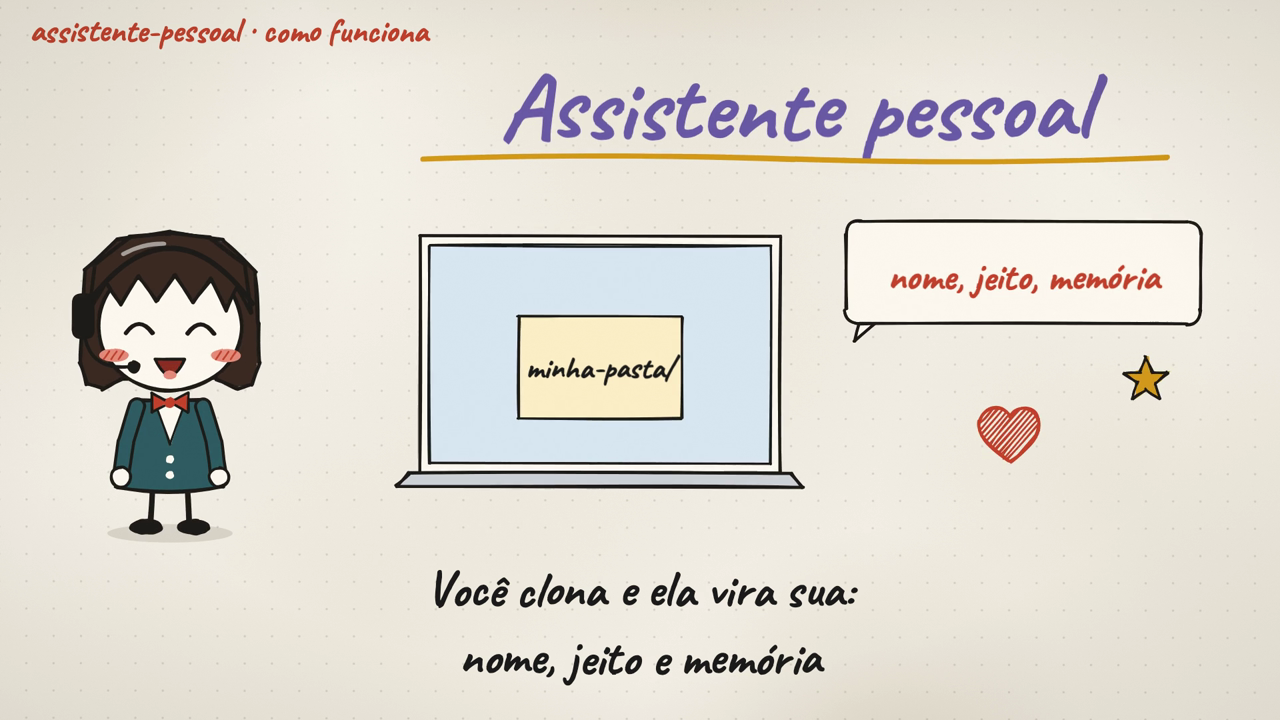 assistente-pessoal · como funciona
Assistente pessoal
nome, jeito, memória
minha-pasta/
Você clona e ela vira sua:
nome, jeito e memória